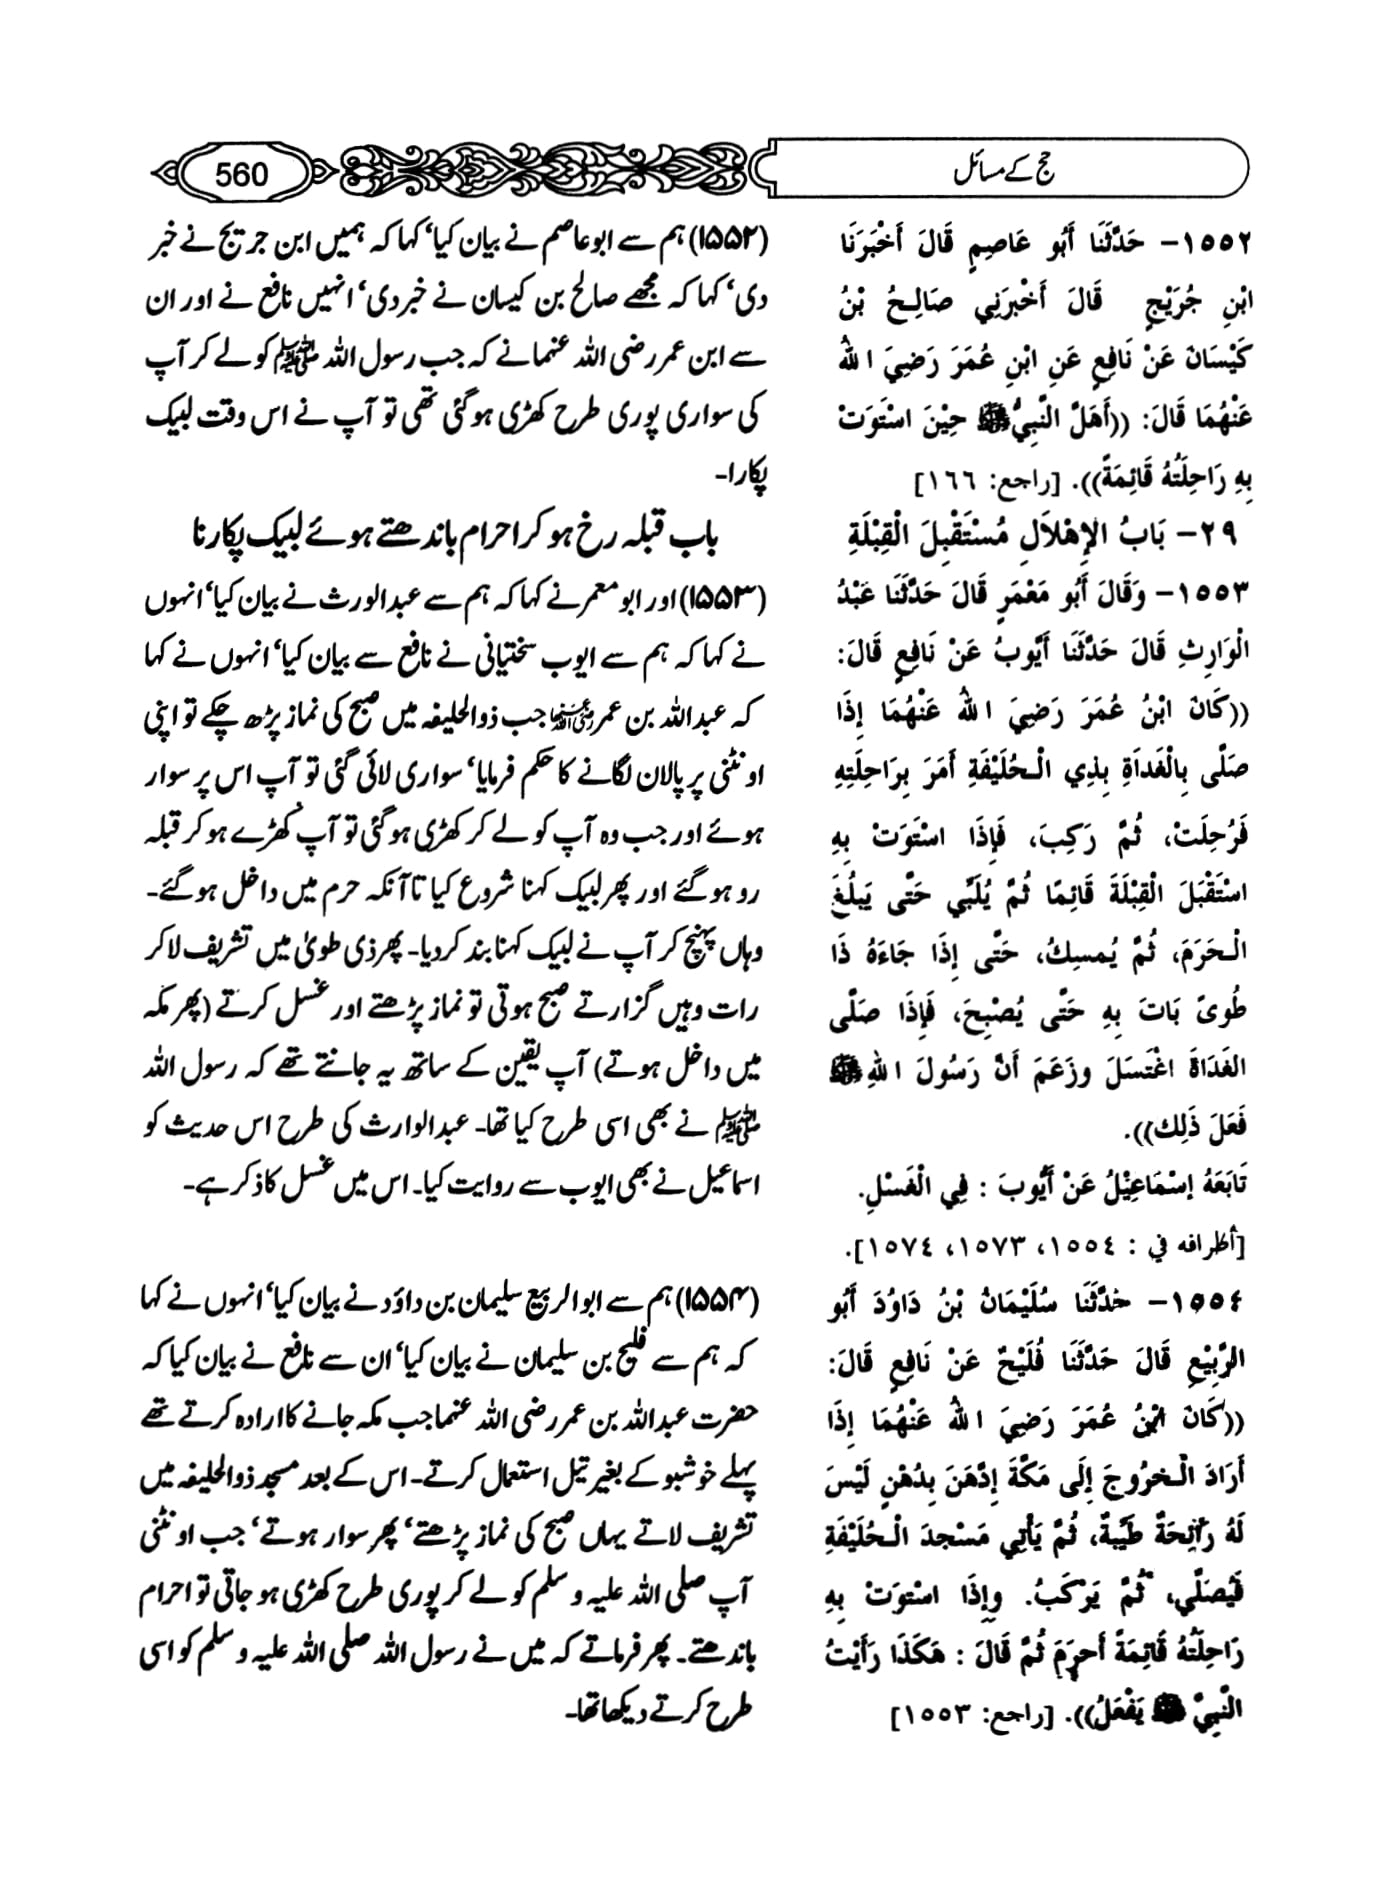 حج کے مسائل
560
١٥٥٢- حَدَّثَنَا أَبُو عَاصِمٍ قَالَ أَخْبَرَنَا
ابْنِ جُرَيْجٍ قَالَ أَخْبَرَنِي صَالِحُ بْنُ
كَيْسَانَ عَنْ نَافِعٍ عَنِ ابْنِ عُمَرَ رَضِيَ اللهُ
عَنْهُمَا قَالَ: ((أَهَلَّ النَّبِيُّ ﷺ حِيْنَ اسْتَوَتْ
بِهِ رَاحِلَتُهُ قَائِمَةً)). [راجع: ١٦٦]
٢٩- بَابُ الإِهْلاَلِ مُسْتَقْبِلَ الْقِبْلَةِ
١٥٥٣- وَقَالَ أَبُو مَعْمَرٍ قَالَ حَدَّثَنَا عَبْدُ
الْوَارِثِ قَالَ حَدَّثَنَا أَيُّوبُ عَنْ نَافِعٍ قَالَ:
((كَانَ ابْنُ عُمَرَ رَضِيَ اللهُ عَنْهُمَا إِذَا
صَلَّى بِالْغَدَاةِ بِذِي الْحُلَيْفَةِ أَمَرَ بِرَاحِلَتِهِ
فَرُحِلَتْ، ثُمَّ رَكِبَ، فَإِذَا اسْتَوَتْ بِهِ
اسْتَقْبَلَ الْقِبْلَةَ قَائِمًا ثُمَّ يُلَبِّي حَتَّى يَبلُغَ
الْحَرَمَ، ثُمَّ يُمسِكُ، حَتَّى إِذَا جَاءَهُ ذَا
طُوىً بَاتَ بِهِ حَتَّى يُصْبِحَ، فَإِذَا صَلَّى
الغَدَاةَ اغْتَسَلَ وزَعَمَ أَنَّ رَسُولَ اللهِ ﷺ
فَعَلَ ذَلِك)).
تَابَعَهُ إِسْمَاعِيْلُ عَنْ أَيُّوبَ : فِي الْغَسْلِ.
[أطرافه في : ١٥٥٤، ١٥٧٣، ١٥٧٤].
١٥٥٤- حَدَّثَنَا سُلَيْمَانُ بْنُ دَاوُدَ أَبُو
الرَّبِيْعِ قَالَ حَدَّثَنَا فُلَيْحٌ عَنْ نَافِعٍ قَالَ:
((كَانَ ابْنُ عُمَرَ رَضِيَ اللهُ عَنْهُمَا إِذَا
أَرَادَ الْخرُوجَ إِلَى مَكَّةَ إِدَّهَنَ بِدُهْنٍ لَيْسَ
لَهُ رَائِحَةٌ طَيِّبةٌ، ثُمَّ يَأْتِي مَسْجدَ الْحُلَيْفَةِ
فَيُصَلِّي، ثُمَّ يَرْكَبُ. وإِذَا اسْتوَتْ بِهِ
رَاحِلَتُهُ قَائِمَةً أَحرَمَ ثُمَّ قَالَ : هَكَذَا رَأَيْتُ
النَّبِيَّ ﷺ يَفْعَلُ)). [راجع: ١٥٥٣]
(۱۵۵۲) ہم سے ابوعاصم نے بیان کیا‘ کہا کہ ہمیں ابن جریج نے خبر
دی‘ کہا کہ مجھے صالح بن کیسان نے خبر دی‘ انہیں نافع نے اور ان
سے ابن عمر رضی اللہ عنہما نے کہ جب رسول اللہ ﷺ کو لے کر آپ
کی سواری پوری طرح کھڑی ہو گئی تھی تو آپ نے اس وقت لبیک
پکارا۔
باب قبلہ رخ ہو کر احرام باندھتے ہوئے لبیک پکارنا
(۱۵۵۳) اور ابو معمر نے کہا کہ ہم سے عبدالورث نے بیان کیا‘ انہوں
نے کہا کہ ہم سے ایوب سختیانی نے نافع سے بیان کیا‘ انہوں نے کہا
کہ عبداللہ بن عمر رضی اللہ عنہما جب ذوالحلیفہ میں صبح کی نماز پڑھ چکے تو اپنی
اونٹنی پر پالان لگانے کا حکم فرمایا‘ سواری لائی گئی تو آپ اس پر سوار
ہوئے اور جب وہ آپ کو لے کر کھڑی ہو گئی تو آپ کھڑے ہو کر قبلہ
رو ہو گئے اور پھر لبیک کہنا شروع کیا تاآنکہ حرم میں داخل ہو گئے۔
وہاں پہنچ کر آپ نے لبیک کہنا بند کر دیا۔ پھر ذی طویٰ میں تشریف لا کر
رات وہیں گزارتے صبح ہوتی تو نماز پڑھتے اور غسل کرتے (پھر مکہ
میں داخل ہوتے) آپ یقین کے ساتھ یہ جانتے تھے کہ رسول اللہ
ﷺ نے بھی اسی طرح کیا تھا۔ عبدالوارث کی طرح اس حدیث کو
اسماعیل نے بھی ایوب سے روایت کیا۔ اس میں غسل کا ذکر ہے۔
(۱۵۵۴) ہم سے ابوالربیع سلیمان بن داؤد نے بیان کیا‘ انہوں نے کہا
کہ ہم سے فلیح بن سلیمان نے بیان کیا‘ ان سے نافع نے بیان کیا کہ
حضرت عبداللہ بن عمر رضی اللہ عنہما جب مکہ جانے کا ارادہ کرتے تھے
پہلے خوشبو کے بغیر تیل استعمال کرتے۔ اس کے بعد مسجد ذوالحلیفہ میں
تشریف لاتے یہاں صبح کی نماز پڑھتے‘ پھر سوار ہوتے‘ جب اونٹنی
آپ صلی اللہ علیہ وسلم کو لے کر پوری طرح کھڑی ہو جاتی تو احرام
باندھتے۔ پھر فرماتے کہ میں نے رسول اللہ صلی اللہ علیہ وسلم کو اسی
طرح کرتے دیکھا تھا۔